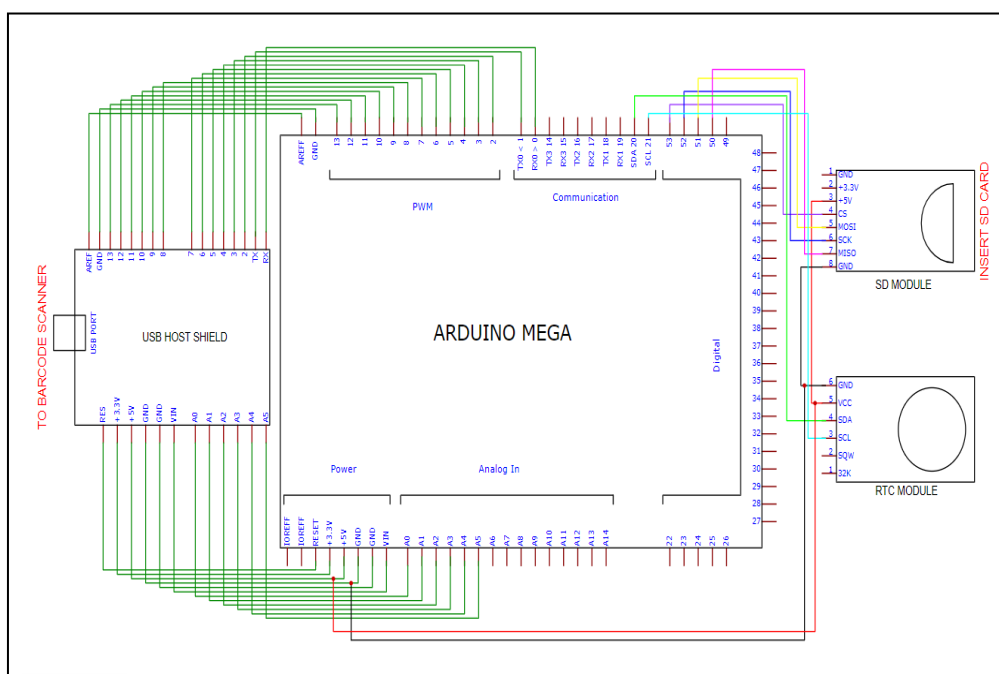 AREFF
GND
13
12
11
10
9
8
7
6
5
4
3
2
TX0 < 1
RX0 > 0
TX3 14
RX3 15
TX2 16
RX2 17
TX1 18
RX1 19
SDA 20
SCL 21
53
52
51
50
49
PWM
Communication
48
47
46
45
44
43
42
41
40
39
38
37
36
35
34
33
32
31
30
29
28
27
ARDUINO MEGA
Digital
Power
Analog In
IOREFF
IOREFF
RESET
+3.3V
+5V
GND
GND
VIN
A0
A1
A2
A3
A4
A5
A6
A7
A8
A9
A10
A11
A12
A13
A14
22
23
24
25
26
TO BARCODE SCANNER
AREF
GND
13
12
11
10
9
8
7
6
5
4
3
2
TX
RX
USB PORT
USB HOST SHIELD
RES
+3.3V
+5V
GND
GND
VIN
A0
A1
A2
A3
A4
A5
1 GND
2 +3.3V
3 +5V
4 CS
5 MOSI
6 SCK
7 MISO
8 GND
SD MODULE
INSERT SD CARD
6 GND
5 VCC
4 SDA
3 SCL
2 SQW
1 32K
RTC MODULE